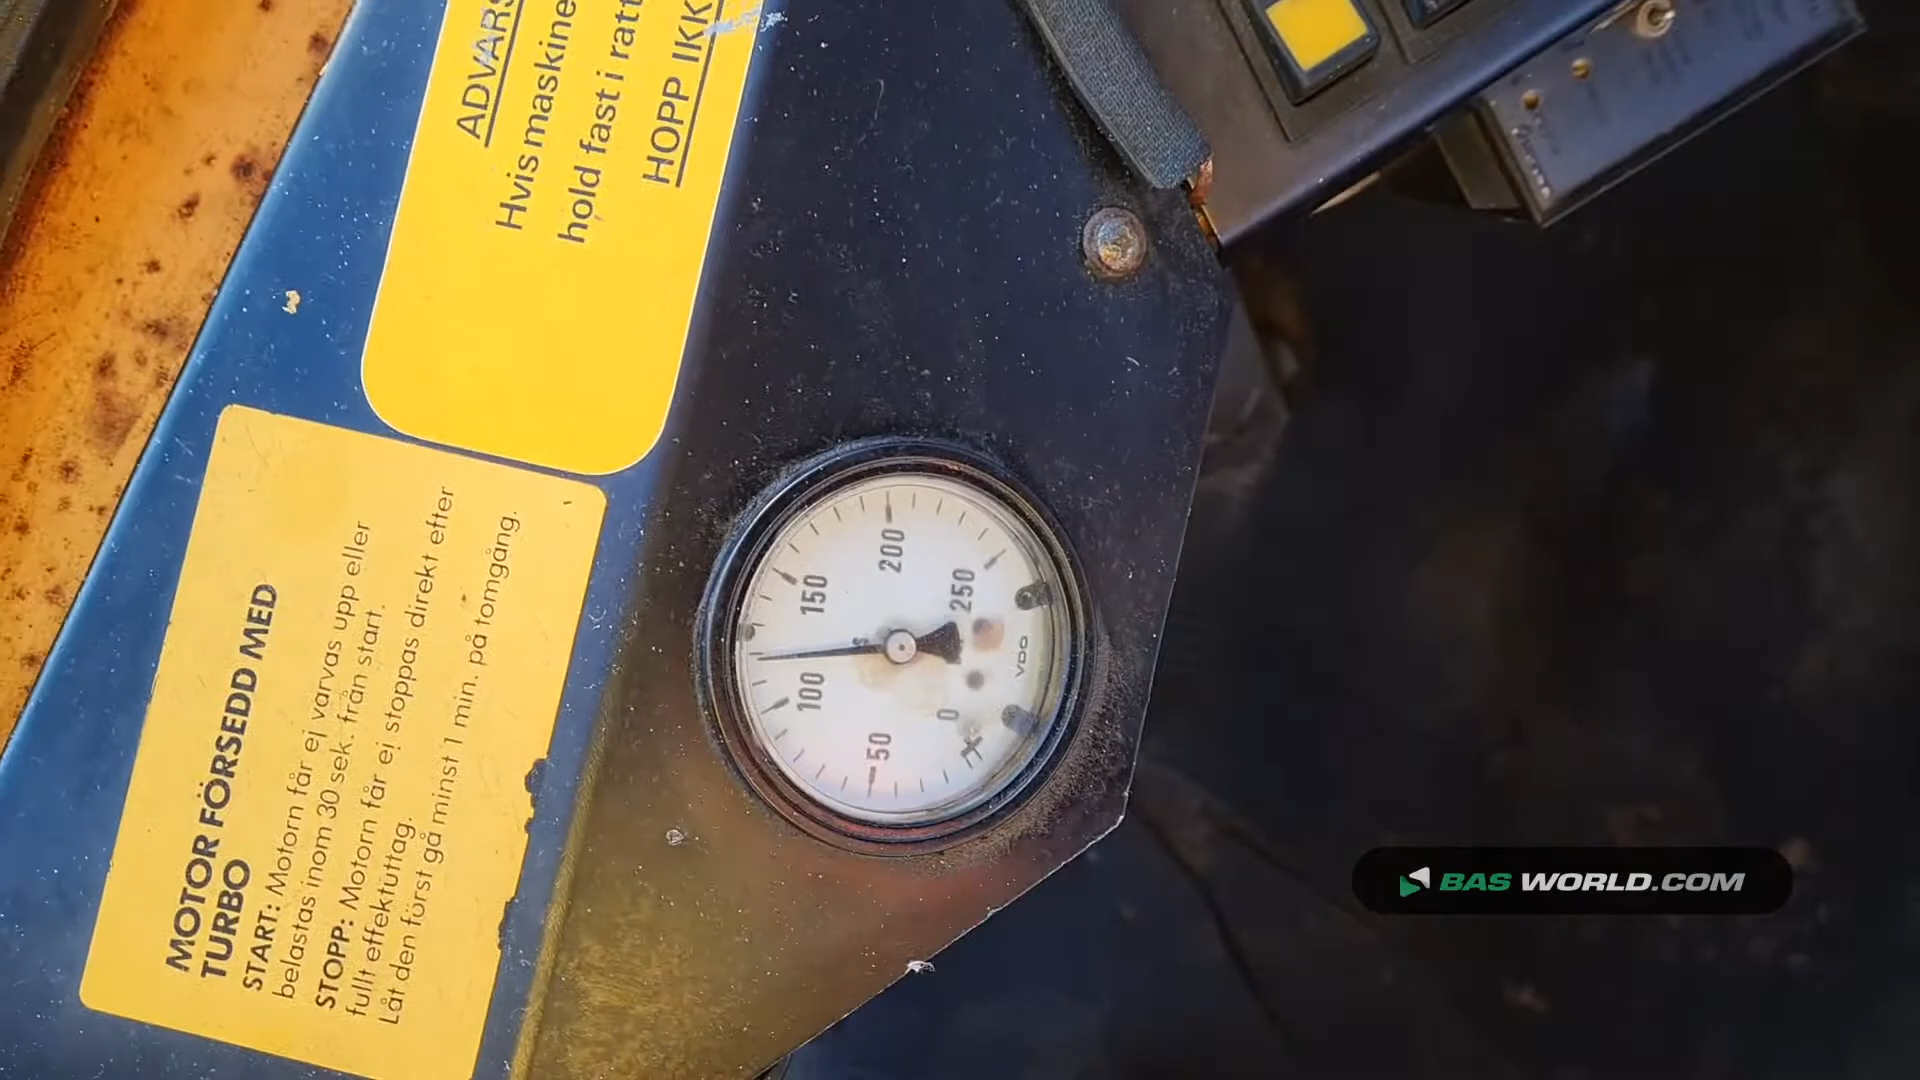 ADVARS
Hvis maskine
hold fast i ratt
HOPP IKK
MOTOR FÖRSEDD MED
TURBO
START: Motorn får ej varvas upp eller
belastas inom 30 sek. från start.
STOPP: Motorn får ej stoppas direkt efter
fullt effektuttag.
Låt den först gå minst 1 min. på tomgång.
0
50
100
150
200
250
VDO
BAS WORLD.COM